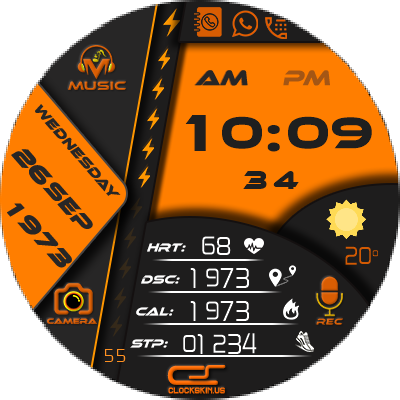 MUSIC
AM PM
10:09
34
WEDNESDAY
26SEP
1973
HRT: 68
20°
DSC: 1973
CAL: 1973
REC
CAMERA
STP: 01234
55
CS
CLOCKSKIN.US